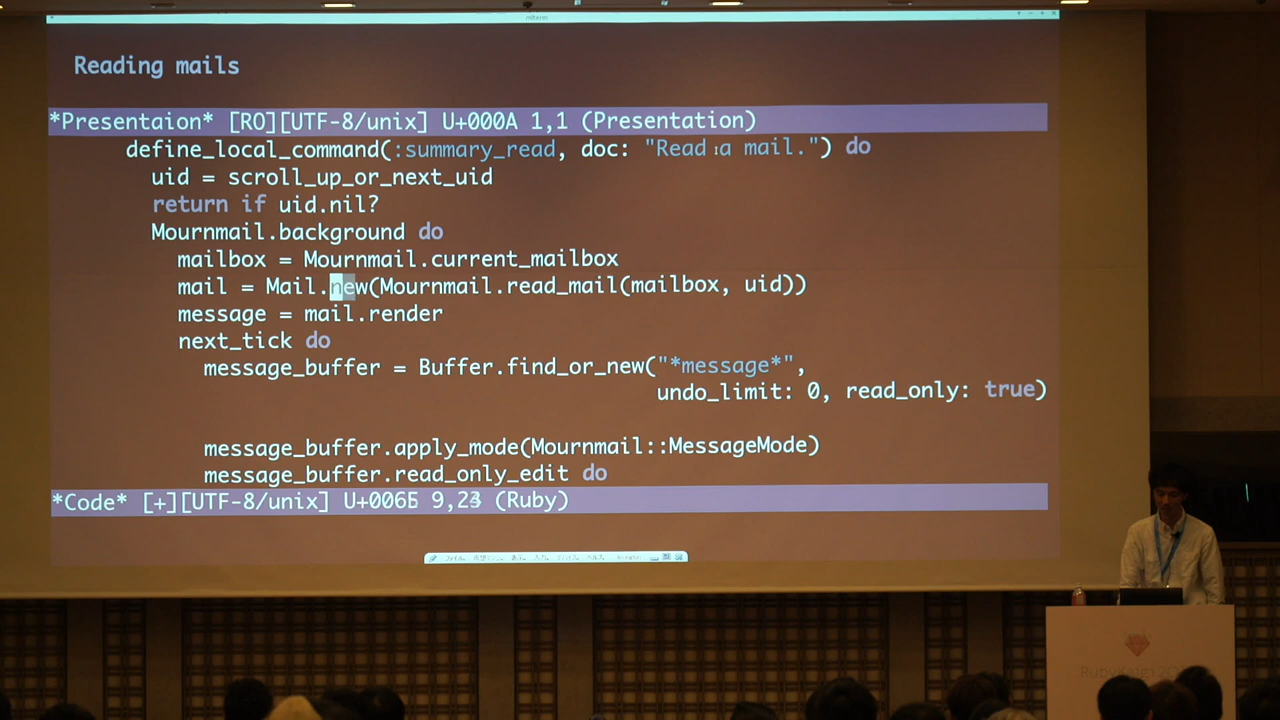 Reading mails
*Presentaion* [RO][UTF-8/unix] U+000A 1,1 (Presentation)
define_local_command(:summary_read, doc: "Read a mail.") do
uid = scroll_up_or_next_uid
return if uid.nil?
Mournmail.background do
mailbox = Mournmail.current_mailbox
mail = Mail.new(Mournmail.read_mail(mailbox, uid))
message = mail.render
next_tick do
message_buffer = Buffer.find_or_new("*message*",
undo_limit: 0, read_only: true)
message_buffer.apply_mode(Mournmail::MessageMode)
message_buffer.read_only_edit do
*Code* [+][UTF-8/unix] (Ruby)